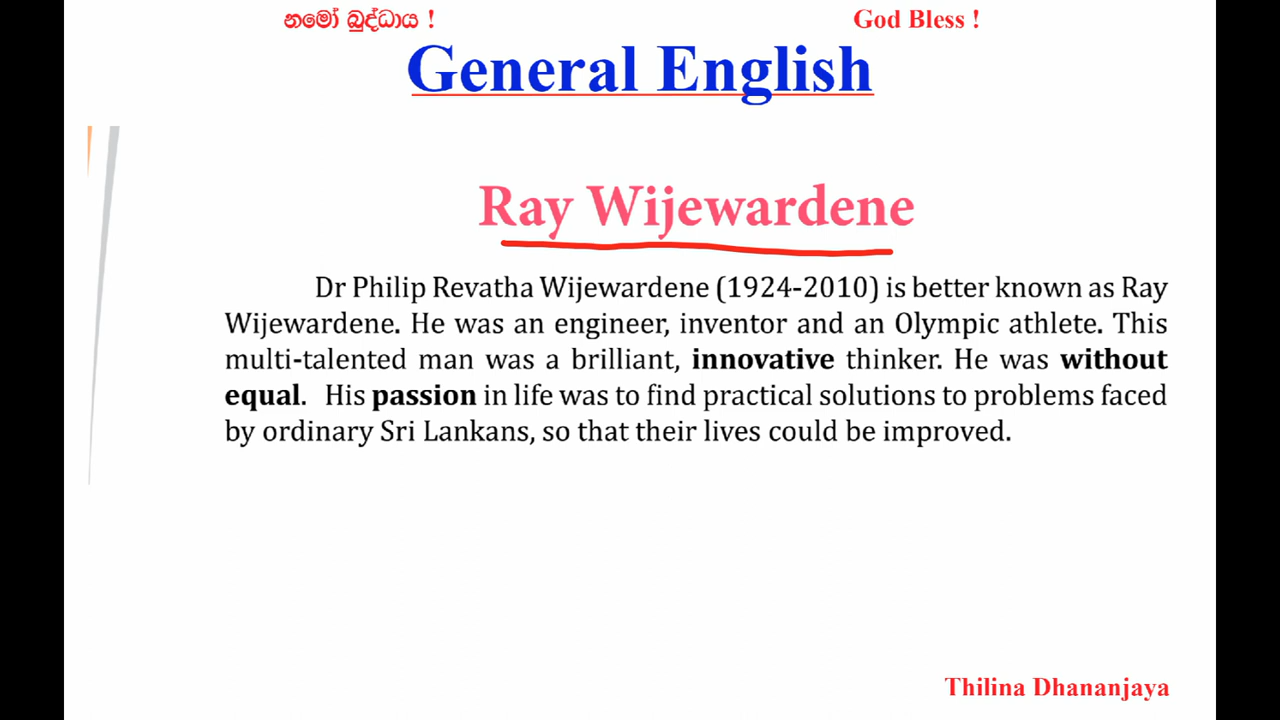 නමෝ බුද්ධාය !
God Bless !
General English
Ray Wijewardene
Dr Philip Revatha Wijewardene (1924-2010) is better known as Ray
Wijewardene. He was an engineer, inventor and an Olympic athlete. This
multi-talented man was a brilliant, innovative thinker. He was without
equal. His passion in life was to find practical solutions to problems faced
by ordinary Sri Lankans, so that their lives could be improved.
Thilina Dhananjaya